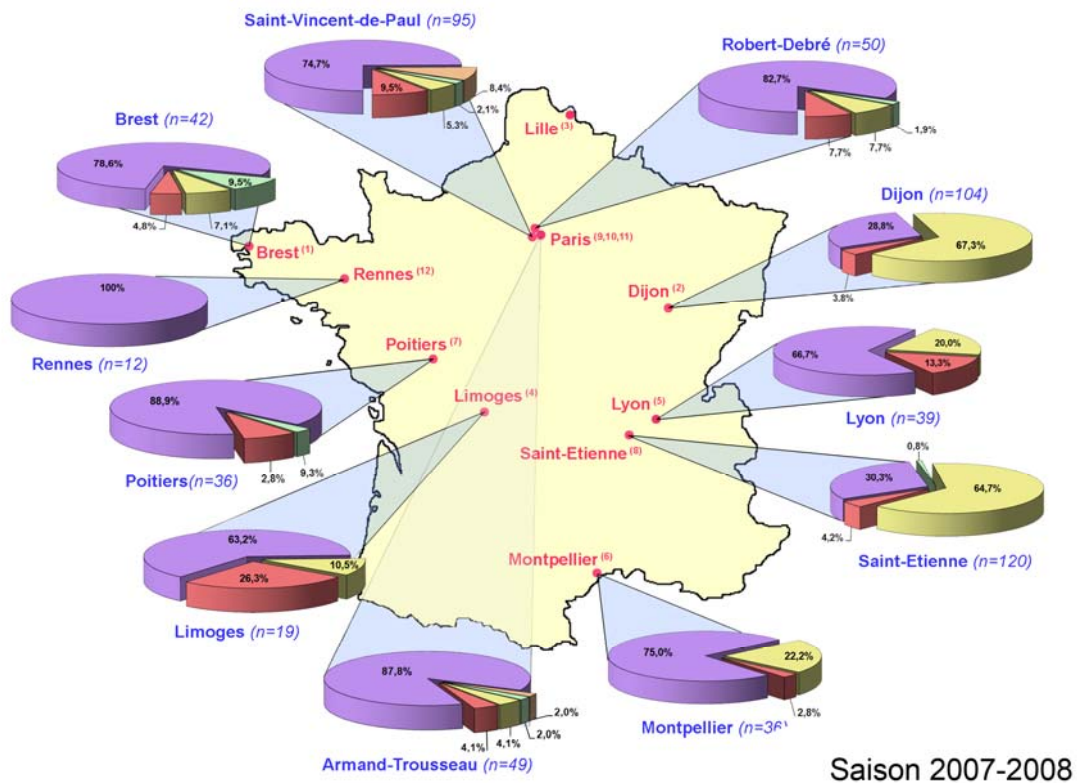 Saint-Vincent-de-Paul (n=95)
74,7%
9,5%
5,3%
2,1%
8,4%
Robert-Debré (n=50)
82,7%
7,7%
7,7%
1,9%
Brest (n=42)
78,6%
4,8%
7,1%
9,5%
Lille (3)
Dijon (n=104)
28,8%
67,3%
3,8%
Brest (1)
Paris (9,10,11)
Rennes (12)
100%
Rennes (n=12)
Dijon (2)
Poitiers (7)
66,7%
20,0%
13,3%
Lyon (n=39)
88,9%
2,8%
9,3%
Poitiers(n=36)
Limoges (4)
Lyon (5)
Saint-Etienne (8)
0,8%
30,3%
64,7%
4,2%
Saint-Etienne (n=120)
63,2%
26,3%
10,5%
Limoges (n=19)
Montpellier (6)
87,8%
4,1%
4,1%
2,0%
2,0%
Armand-Trousseau (n=49)
75,0%
22,2%
2,8%
Montpellier (n=36)
Saison 2007-2008